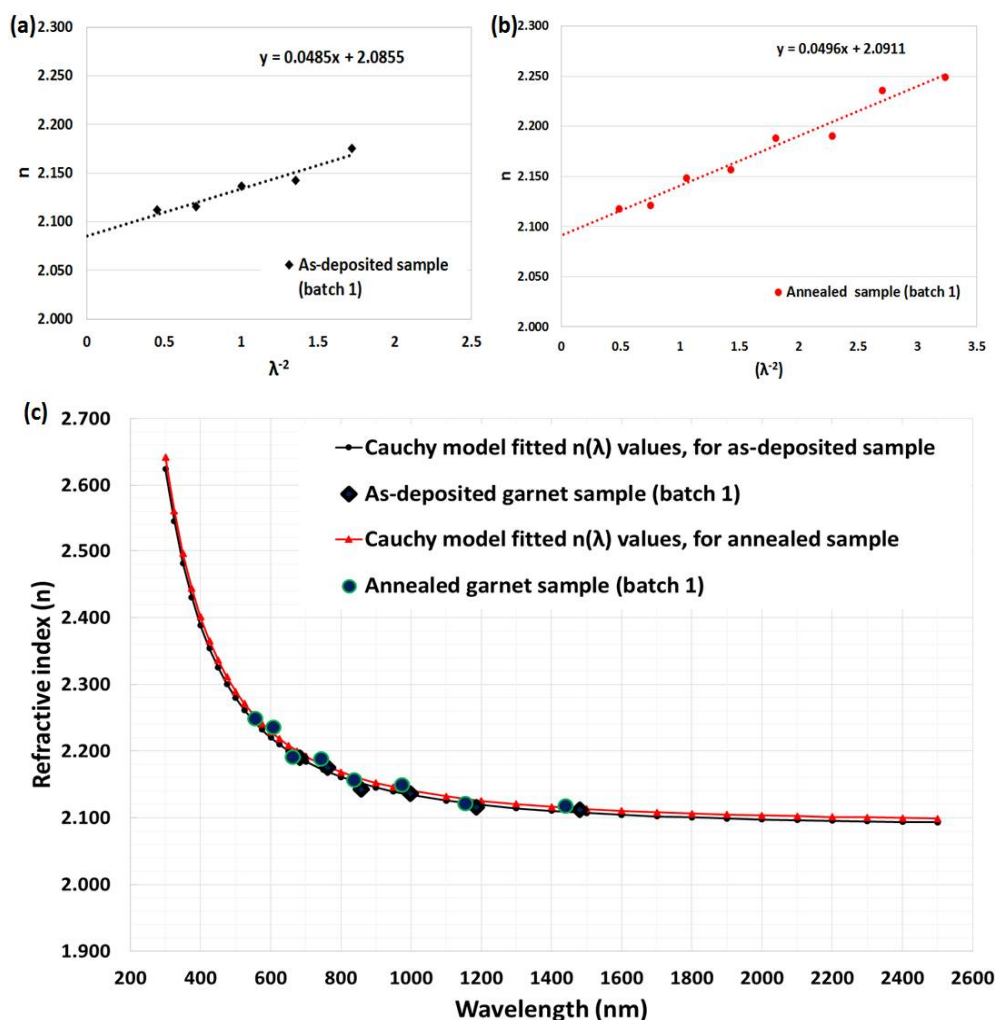 (a)
2.300
2.250
2.200
2.150
2.100
2.050
2.000
n
y = 0.0485x + 2.0855
As-deposited sample
(batch 1)
0 0.5 1 1.5 2 2.5
λ-2
(b)
2.300
2.250
2.200
2.150
2.100
2.050
2.000
n
y = 0.0496x + 2.0911
Annealed sample (batch 1)
0 0.5 1 1.5 2 2.5 3 3.5
(λ-2)
(c)
2.700
2.600
2.500
2.400
2.300
2.200
2.100
2.000
1.900
Refractive index (n)
Cauchy model fitted n(λ) values, for as-deposited sample
As-deposited garnet sample (batch 1)
Cauchy model fitted n(λ) values, for annealed sample
Annealed garnet sample (batch 1)
200 400 600 800 1000 1200 1400 1600 1800 2000 2200 2400 2600
Wavelength (nm)